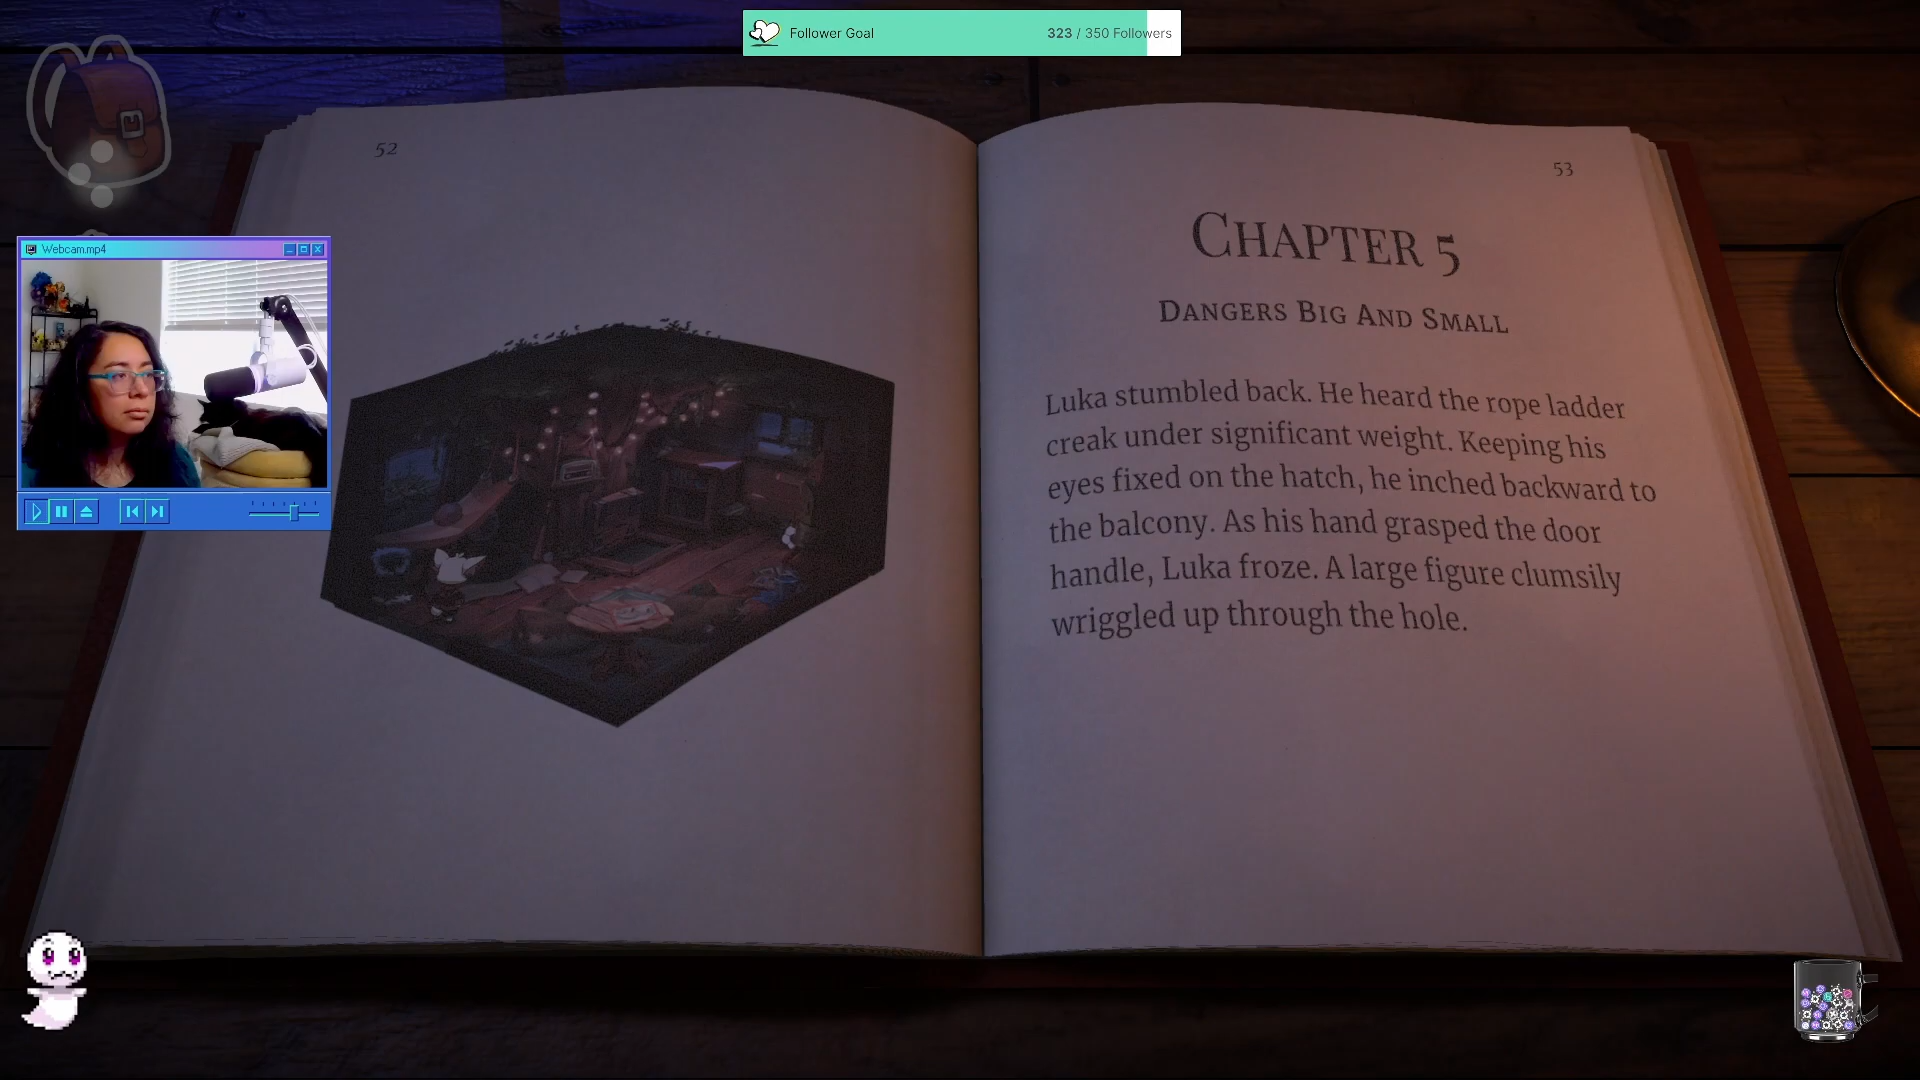 Follower Goal
323 / 350 Followers
Webcam.mp4
52
53
Chapter 5
Dangers Big And Small
Luka stumbled back. He heard the rope ladder
creak under significant weight. Keeping his
eyes fixed on the hatch, he inched backward to
the balcony. As his hand grasped the door
handle, Luka froze. A large figure clumsily
wriggled up through the hole.